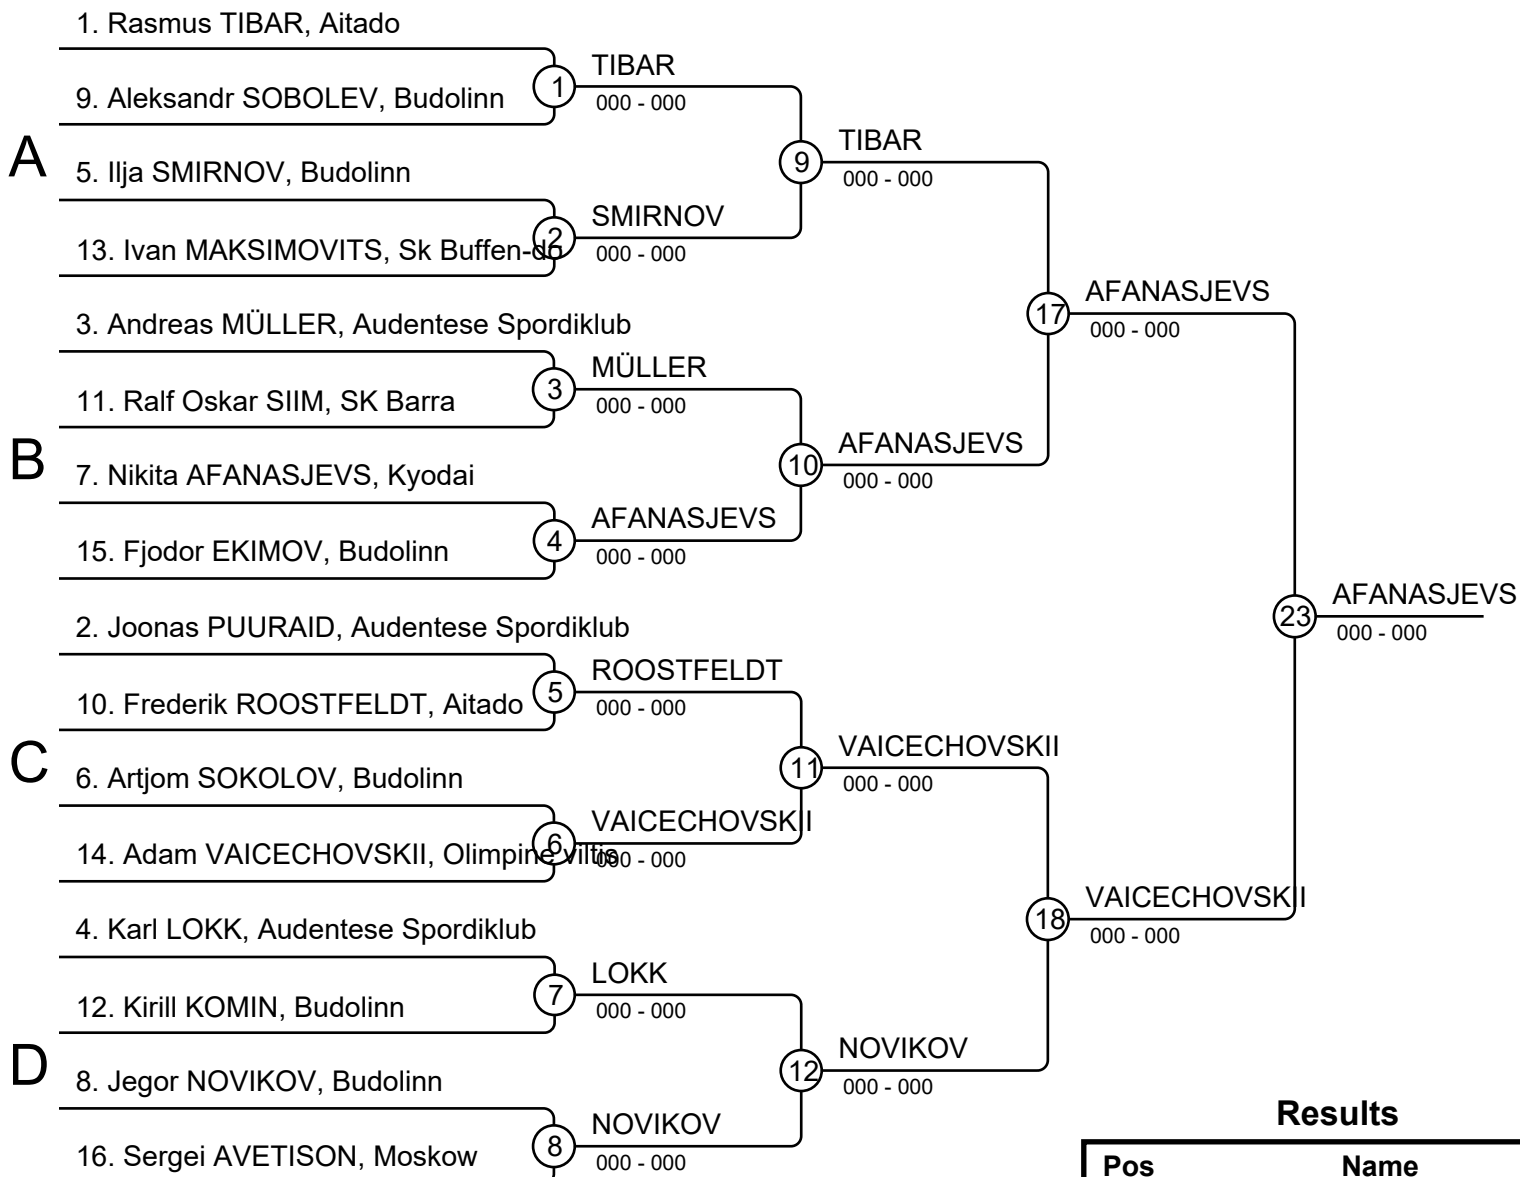 1. Rasmus TIBAR, Aitado
9. Aleksandr SOBOLEV, Budolinn
1
TIBAR
000 - 000
A
5. Ilja SMIRNOV, Budolinn
13. Ivan MAKSIMOVITS, Sk Buffen-do
2
SMIRNOV
000 - 000
9
TIBAR
000 - 000
3. Andreas MÜLLER, Audentese Spordiklub
11. Ralf Oskar SIIM, SK Barra
3
MÜLLER
000 - 000
B
7. Nikita AFANASJEVS, Kyodai
15. Fjodor EKIMOV, Budolinn
4
AFANASJEVS
000 - 000
10
AFANASJEVS
000 - 000
17
AFANASJEVS
000 - 000
2. Joonas PUURAID, Audentese Spordiklub
10. Frederik ROOSTFELDT, Aitado
5
ROOSTFELDT
000 - 000
C
6. Artjom SOKOLOV, Budolinn
14. Adam VAICECHOVSKII, Olimpine viltis
6
VAICECHOVSKII
000 - 000
11
VAICECHOVSKII
000 - 000
4. Karl LOKK, Audentese Spordiklub
12. Kirill KOMIN, Budolinn
7
LOKK
000 - 000
D
8. Jegor NOVIKOV, Budolinn
16. Sergei AVETISON, Moskow
8
NOVIKOV
000 - 000
12
NOVIKOV
000 - 000
18
VAICECHOVSKII
000 - 000
23
AFANASJEVS
000 - 000
Results
Pos Name